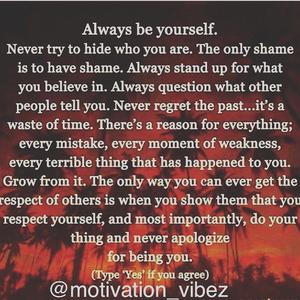 Always be yourself.
Never try to hide who you are. The only shame
is to have shame. Always stand up for what
you believe in. Always question what other
people tell you. Never regret the past...it's a
waste of time. There's a reason for everything;
every mistake, every moment of weakness,
every terrible thing that has happened to you.
Grow from it. The only way you can ever get the
respect of others is when you show them that you
respect yourself, and most importantly, do your
thing and never apologize
for being you.
(Type 'Yes' if you agree)
@motivation_vibez